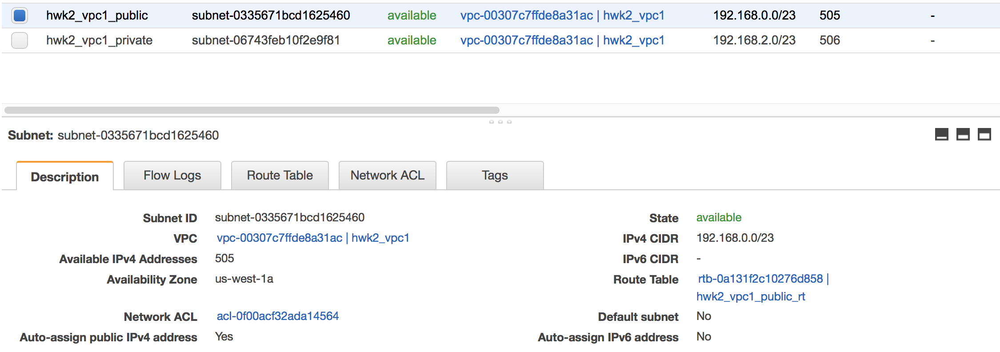 hwk2_vpc1_public subnet-0335671bcd1625460 available vpc-00307c7ffde8a31ac | hwk2_vpc1 192.168.0.0/23 505 -
hwk2_vpc1_private subnet-06743feb10f2e9f81 available vpc-00307c7ffde8a31ac | hwk2_vpc1 192.168.2.0/23 506 -
Subnet: subnet-0335671bcd1625460
Description Flow Logs Route Table Network ACL Tags
Subnet ID subnet-0335671bcd1625460 State available
VPC vpc-00307c7ffde8a31ac | hwk2_vpc1 IPv4 CIDR 192.168.0.0/23
Available IPv4 Addresses 505 IPv6 CIDR -
Availability Zone us-west-1a Route Table rtb-0a131f2c10276d858 |
hwk2_vpc1_public_rt
Network ACL acl-0f00acf32ada14564 Default subnet No
Auto-assign public IPv4 address Yes Auto-assign IPv6 address No